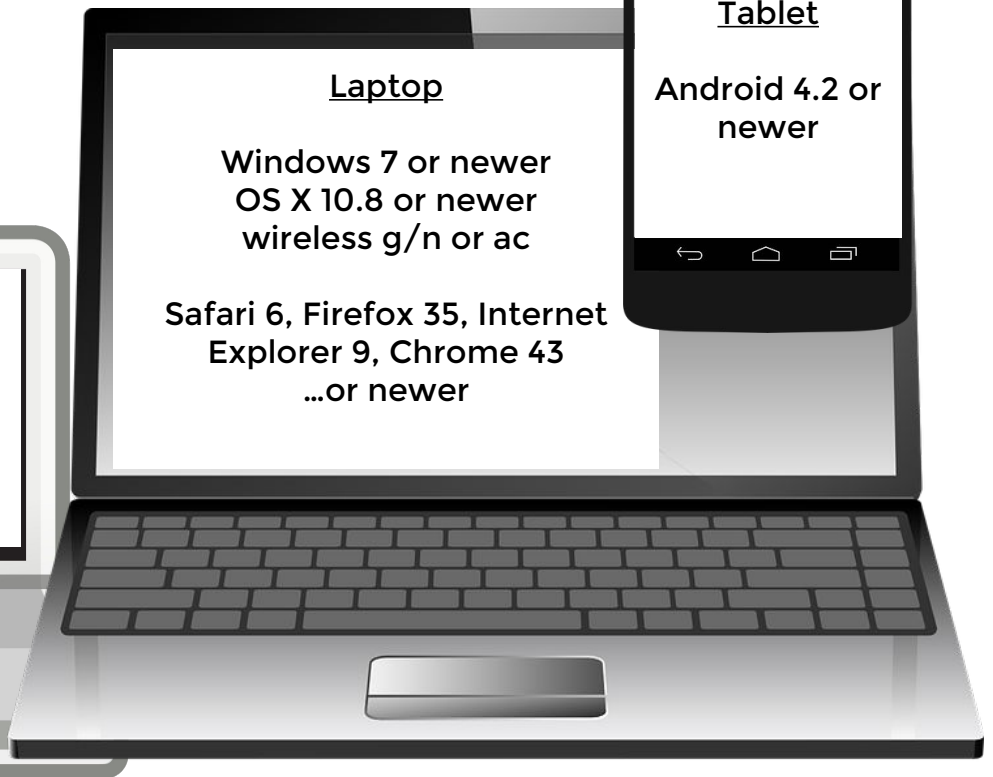 Tablet
Android 4.2 or
newer
Laptop
Windows 7 or newer
OS X 10.8 or newer
wireless g/n or ac
Safari 6, Firefox 35, Internet
Explorer 9, Chrome 43
...or newer